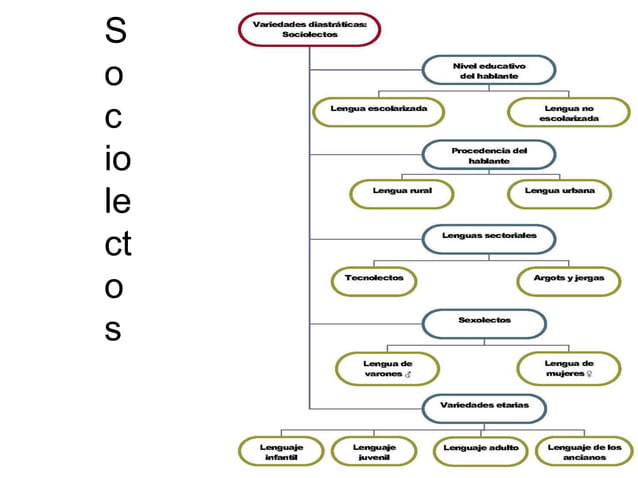 S
o
c
io
le
ct
o
s
Variedades diastráticas:
Sociolectos
Nivel educativo
del hablante
Lengua escolarizada
Lengua no
escolarizada
Procedencia del
hablante
Lengua rural
Lengua urbana
Lenguas sectoriales
Tecnolectos
Argots y jergas
Sexolectos
Lengua de
varones ♂
Lengua de
mujeres ♀
Variedades etarias
Lenguaje
infantil
Lenguaje
juvenil
Lenguaje adulto
Lenguaje de los
ancianos